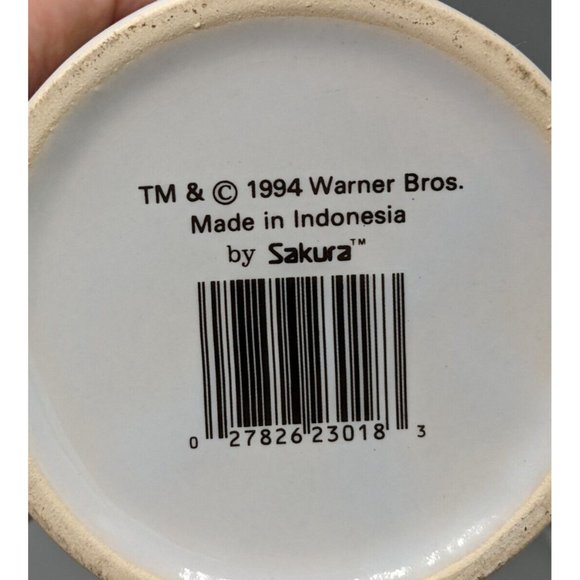 TM & © 1994 Warner Bros.
Made in Indonesia
by Sakura™
0 27826 23018 3